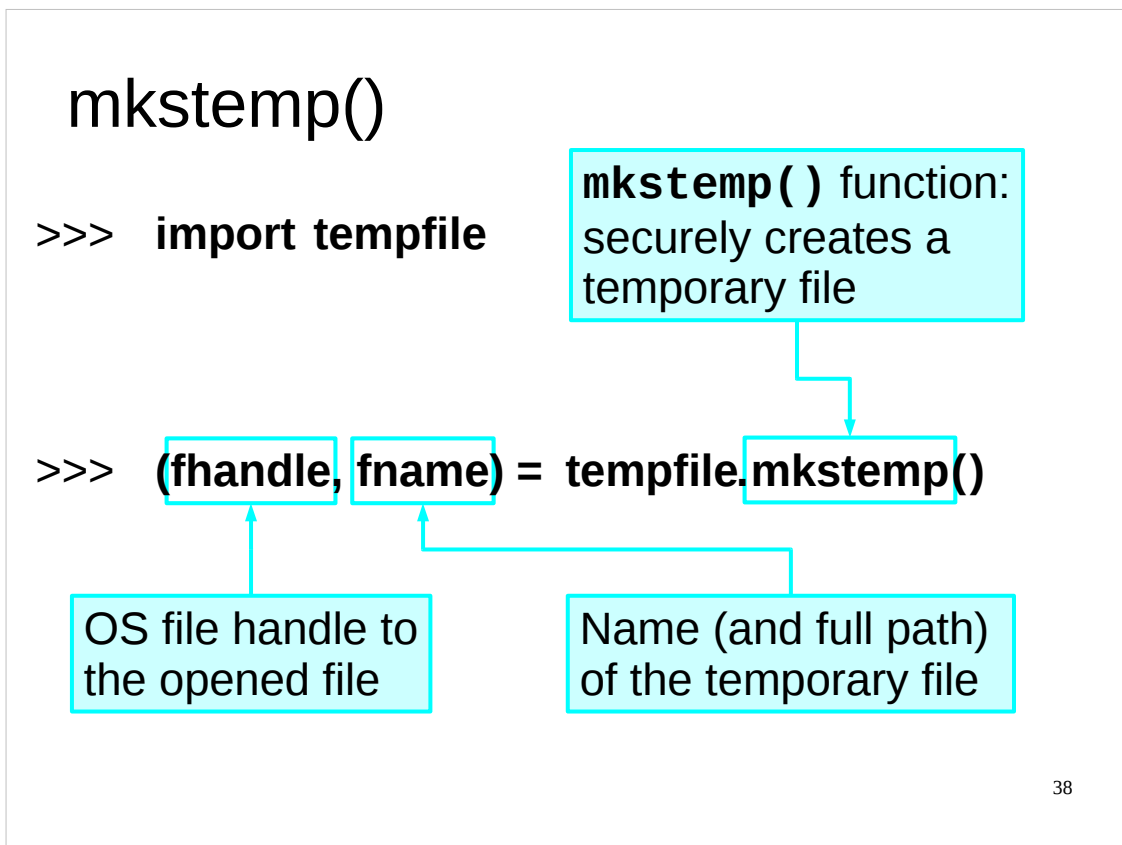 mkstemp()
mkstemp() function:
securely creates a
temporary file
>>> import tempfile
>>> (fhandle, fname) = tempfile.mkstemp()
OS file handle to
the opened file
Name (and full path)
of the temporary file
38